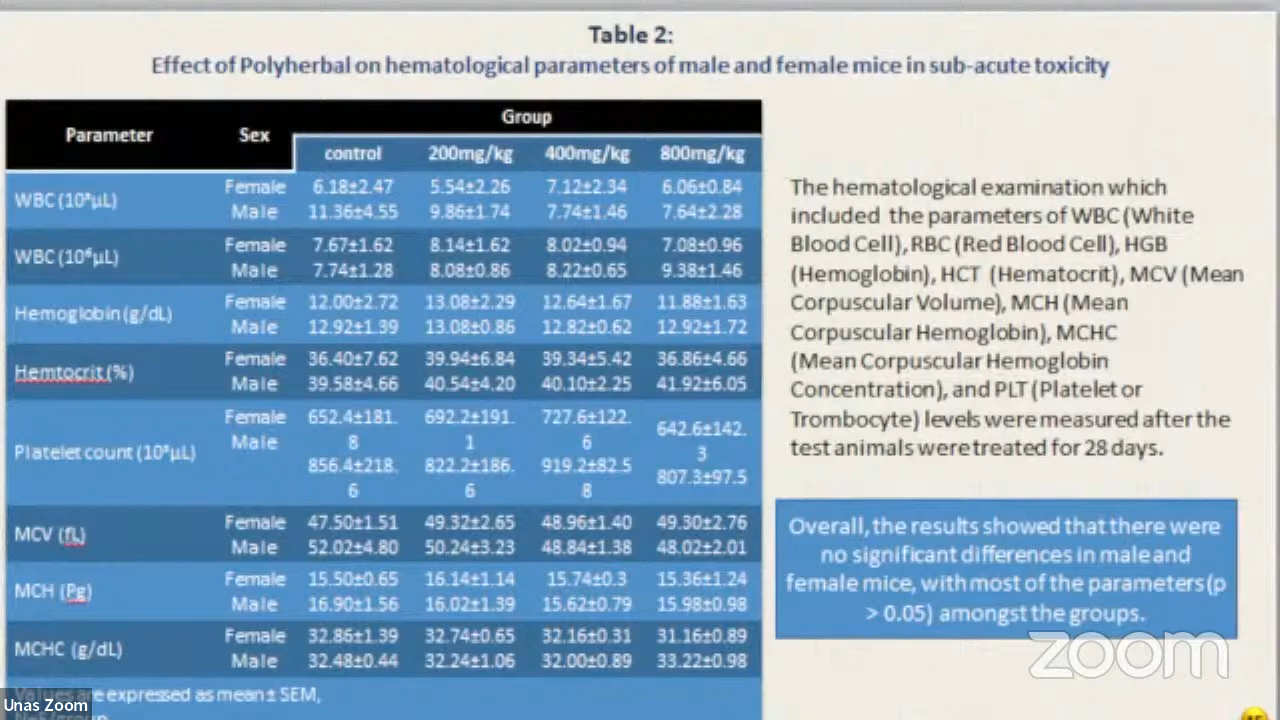 Table 2:
Effect of Polyherbal on hematological parameters of male and female mice in sub-acute toxicity
Parameter Sex Group
control 200mg/kg 400mg/kg 800mg/kg
WBC (10³µL) Female 6.18±2.47 5.54±2.26 7.12±2.34 6.06±0.84
Male 11.36±4.55 9.86±1.74 7.74±1.46 7.64±2.28
WBC (10⁶µL) Female 7.67±1.62 8.14±1.62 8.02±0.94 7.08±0.96
Male 7.74±1.28 8.08±0.86 8.22±0.65 9.38±1.46
Hemoglobin (g/dL) Female 12.00±2.72 13.08±2.29 12.64±1.67 11.88±1.63
Male 12.92±1.39 13.08±0.86 12.82±0.62 12.92±1.72
Hemtocrit (%) Female 36.40±7.62 39.94±6.84 39.34±5.42 36.86±4.66
Male 39.58±4.66 40.54±4.20 40.10±2.25 41.92±6.05
Platelet count (10³µL) Female 652.4±181.8 692.2±191.1 727.6±122.6 642.6±142.3
Male 856.4±218.6 822.2±186.6 919.2±82.58 807.3±97.5
MCV (fL) Female 47.50±1.51 49.32±2.65 48.96±1.40 49.30±2.76
Male 52.02±4.80 50.24±3.23 48.84±1.38 48.02±2.01
MCH (Pg) Female 15.50±0.65 16.14±1.14 15.74±0.3 15.36±1.24
Male 16.90±1.56 16.02±1.39 15.62±0.79 15.98±0.98
MCHC (g/dL) Female 32.86±1.39 32.74±0.65 32.16±0.31 31.16±0.89
Male 32.48±0.44 32.24±1.06 32.00±0.89 33.22±0.98
Values are expressed as mean ± SEM,
The hematological examination which
included the parameters of WBC (White
Blood Cell), RBC (Red Blood Cell), HGB
(Hemoglobin), HCT (Hematocrit), MCV (Mean
Corpuscular Volume), MCH (Mean
Corpuscular Hemoglobin), MCHC
(Mean Corpuscular Hemoglobin
Concentration), and PLT (Platelet or
Trombocyte) levels were measured after the
test animals were treated for 28 days.
Overall, the results showed that there were
no significant differences in male and
female mice, with most of the parameters (p
> 0.05) amongst the groups.
zoom
Unas Zoom